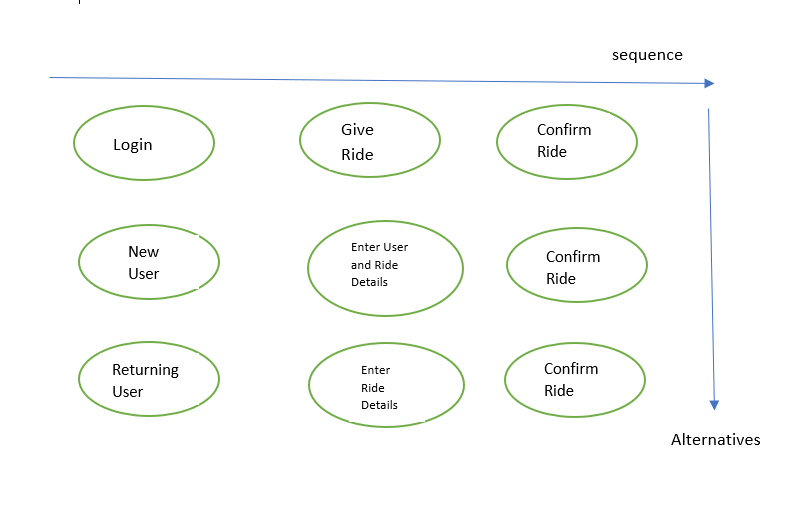 sequence
Login
Give
Ride
Confirm
Ride
New
User
Enter User
and Ride
Details
Confirm
Ride
Returning
User
Enter
Ride
Details
Confirm
Ride
Alternatives